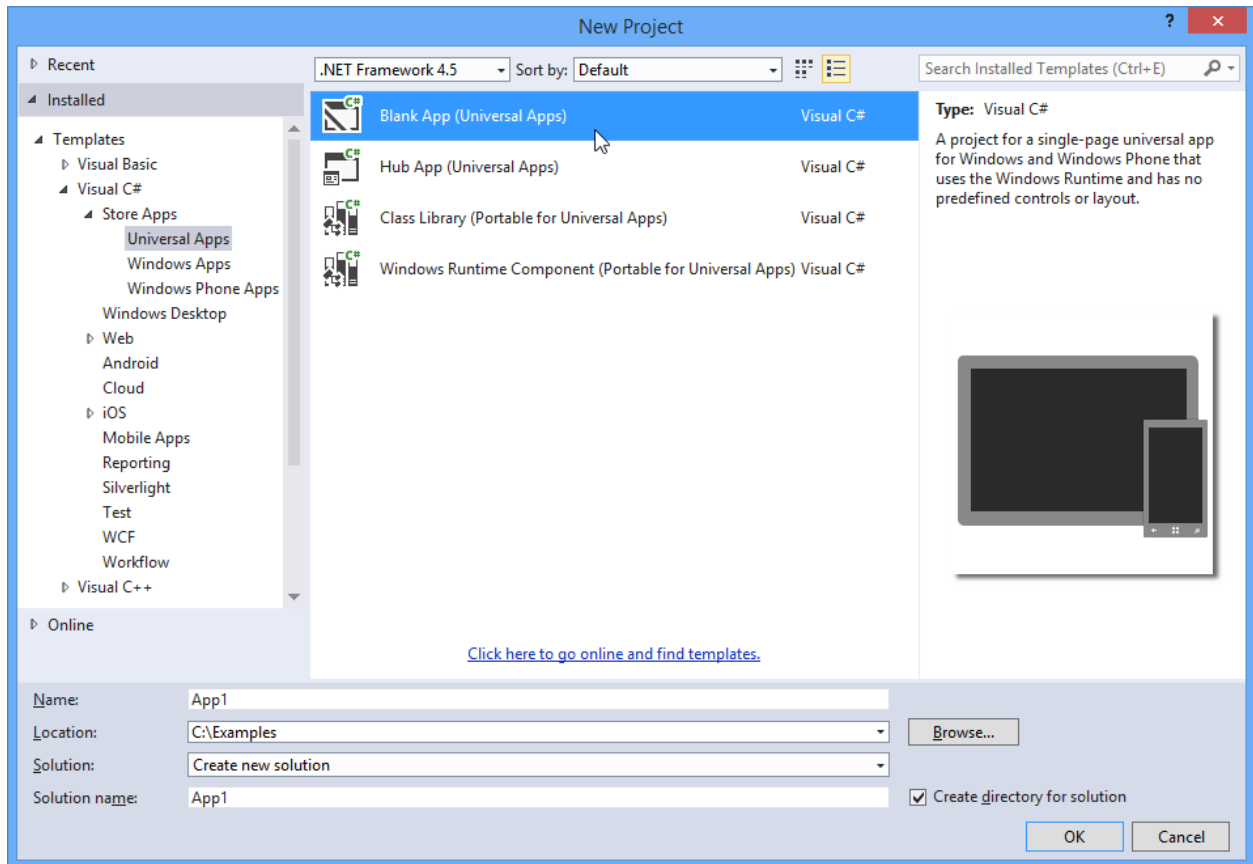 New Project
?
Recent
Installed
Templates
Visual Basic
Visual C#
Store Apps
Universal Apps
Windows Apps
Windows Phone Apps
Windows Desktop
Web
Android
Cloud
iOS
Mobile Apps
Reporting
Silverlight
Test
WCF
Workflow
Visual C++
Online
.NET Framework 4.5 Sort by: Default
C# Blank App (Universal Apps) Visual C#
C# Hub App (Universal Apps) Visual C#
C# Class Library (Portable for Universal Apps) Visual C#
C# Windows Runtime Component (Portable for Universal Apps) Visual C#
Click here to go online and find templates.
Search Installed Templates (Ctrl+E)
Type: Visual C#
A project for a single-page universal app
for Windows and Windows Phone that
uses the Windows Runtime and has no
predefined controls or layout.
Name: App1
Location: C:\Examples Browse...
Solution: Create new solution
Solution name: App1 Create directory for solution
OK Cancel